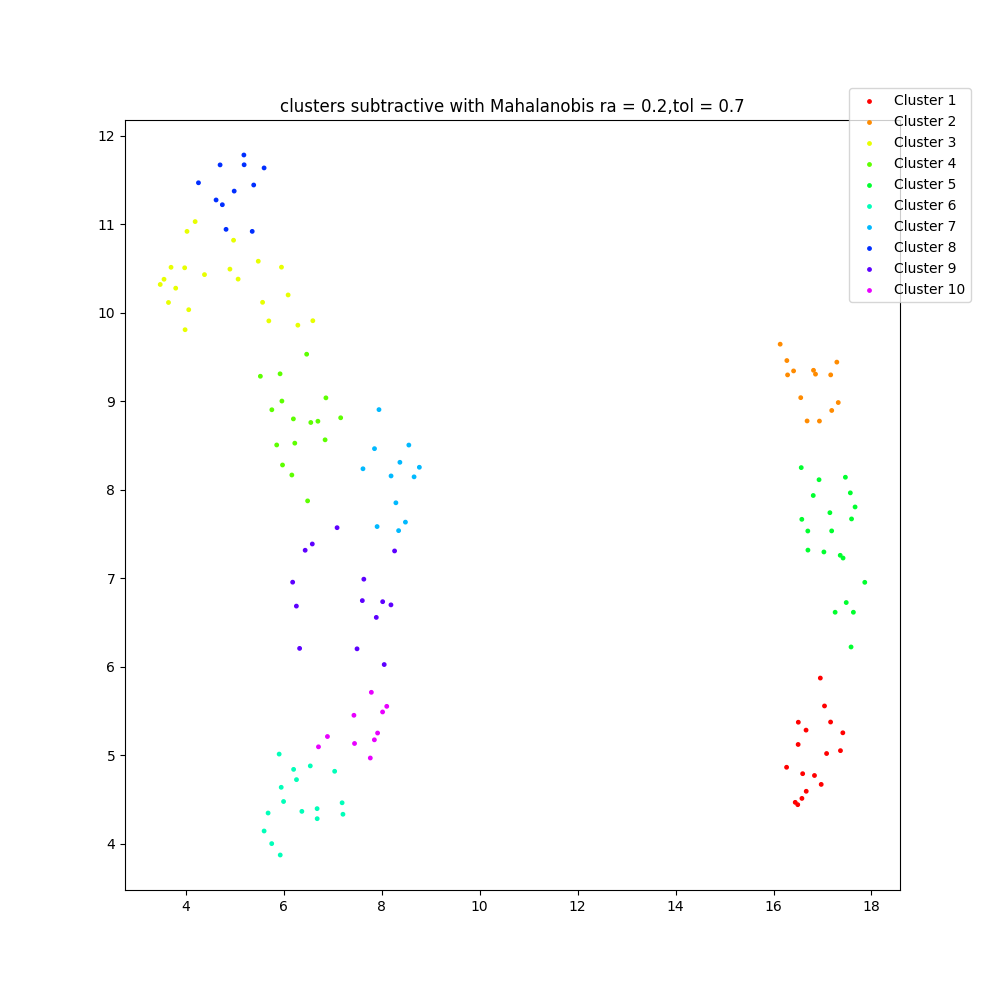 clusters subtractive with Mahalanobis ra = 0.2,tol = 0.7
Cluster 1
Cluster 2
Cluster 3
Cluster 4
Cluster 5
Cluster 6
Cluster 7
Cluster 8
Cluster 9
Cluster 10
12
11
10
9
8
7
6
5
4
4 6 8 10 12 14 16 18